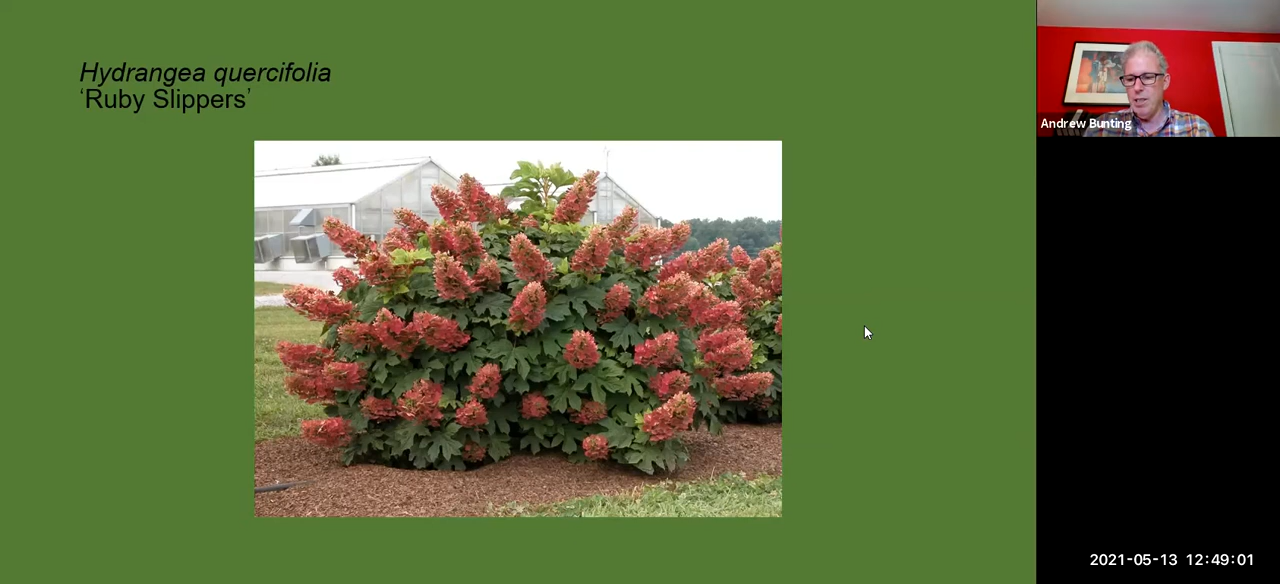 Hydrangea quercifolia
‘Ruby Slippers’
Andrew Bunting
2021-05-13 12:49:01